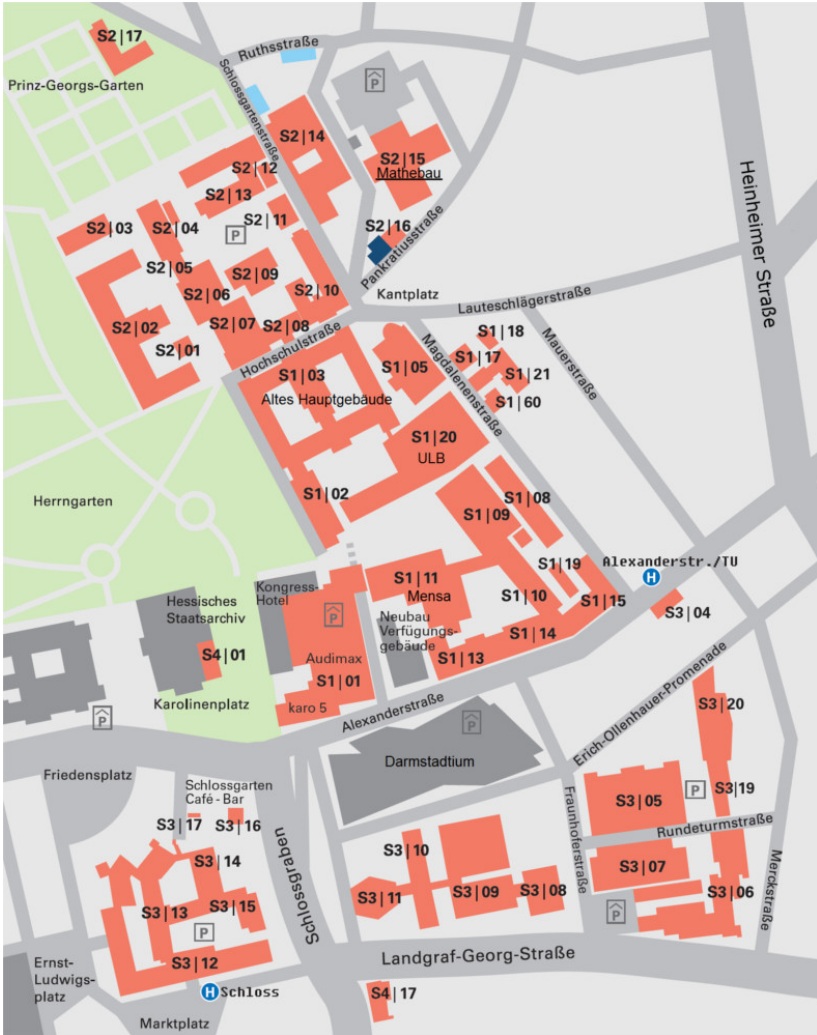 S2|17
Ruthsstraße
Prinz-Georgs-Garten
Schlossgartenstraße
P
S2|14
S2|15
Mathebau
S2|12
S2|13
S2|11
S2|16
S2|03
S2|04
P
Pankratiusstraße
Heinheimer Straße
S2|05
S2|09
S2|06
S2|10
Kantplatz
Lauteschlägerstraße
S2|02
S2|07
S2|08
S2|01
Hochschulstraße
S1|18
S1|17
Magdalenenstraße
Mauerstraße
S1|05
S1|03
S1|21
Altes Hauptgebäude
S1|60
S1|20
ULB
Herrngarten
S1|02
S1|08
S1|09
Alexanderstr./TU
H
S1|19
S1|11
Mensa
Kongress-
Hotel
Hessisches
Staatsarchiv
P
S1|10
S1|15
S3|04
Neubau
Verfügungs-
gebäude
S1|14
S4|01
Audimax
S1|13
S1|01
Karolinenplatz
karo 5
Alexanderstraße
P
P
Erich-Ollenhauer-Promenade
S3|20
Darmstadtium
Friedensplatz
Schlossgarten
Café-Bar
S3|19
P
S3|05
Fraunhoferstraße
S3|17
S3|16
Rundeturmstraße
S3|10
S3|14
S3|07
Merckstraße
S3|11
S3|09
S3|08
S3|06
Schlossgraben
S3|13
S3|15
P
P
S3|12
Landgraf-Georg-Straße
Ernst-
Ludwigs-
platz
H
Schloss
S4|17
Marktplatz